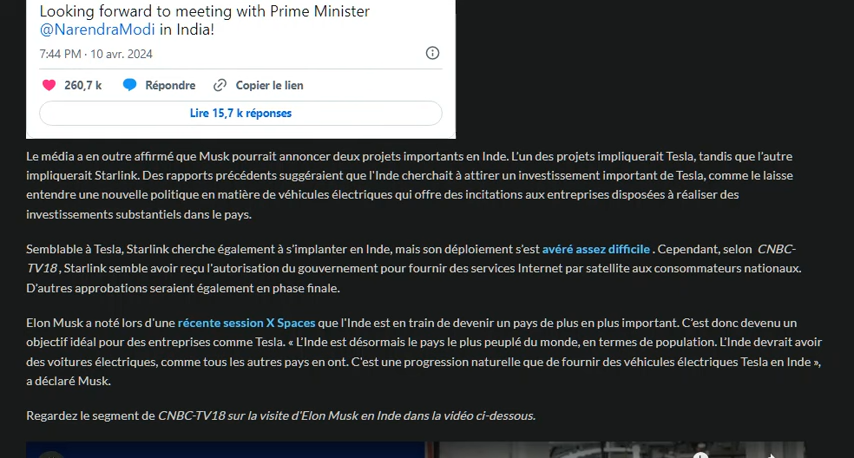 Looking forward to meeting with Prime Minister
@NarendraModi in India!
7:44 PM · 10 avr. 2024
260,7 k Répondre Copier le lien
Lire 15,7 k réponses
Le média a en outre affirmé que Musk pourrait annoncer deux projets importants en Inde. L'un des projets impliquerait Tesla, tandis que l'autre
impliquerait Starlink. Des rapports précédents suggéraient que l'Inde cherchait à attirer un investissement important de Tesla, comme le laisse
entendre une nouvelle politique en matière de véhicules électriques qui offre des incitations aux entreprises disposées à réaliser des
investissements substantiels dans le pays.
Semblable à Tesla, Starlink cherche également à s'implanter en Inde, mais son déploiement s'est avéré assez difficile . Cependant, selon CNBC-
TV18 , Starlink semble avoir reçu l'autorisation du gouvernement pour fournir des services Internet par satellite aux consommateurs nationaux.
D'autres approbations seraient également en phase finale.
Elon Musk a noté lors d'une récente session X Spaces que l'Inde est en train de devenir un pays de plus en plus important. C'est donc devenu un
objectif idéal pour des entreprises comme Tesla. « L'Inde est désormais le pays le plus peuplé du monde, en termes de population. L'Inde devrait avoir
des voitures électriques, comme tous les autres pays en ont. C'est une progression naturelle que de fournir des véhicules électriques Tesla en Inde »,
a déclaré Musk.
Regardez le segment de CNBC-TV18 sur la visite d'Elon Musk en Inde dans la vidéo ci-dessous.